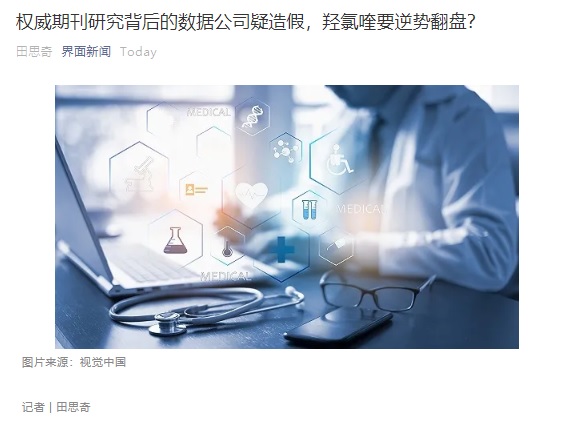 权威期刊研究背后的数据公司疑造假，羟氯喹要逆势翻盘？
田思奇 界面新闻 Today
MEDICAL
MEDICAL
MEDICAL
图片来源：视觉中国
记者 | 田思奇